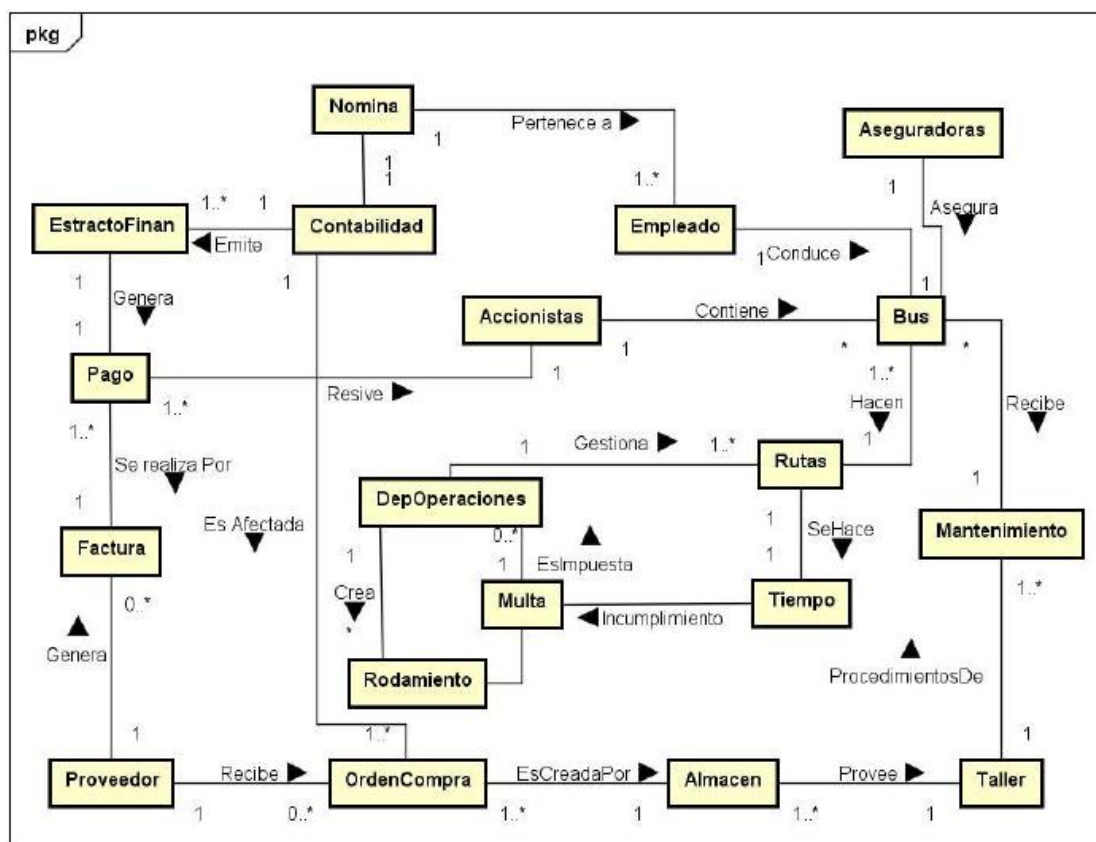 pkg
Nomina
Aseguradoras
1
Pertenece a
1
1
1
1..*
1
1..*
Asegura
EstractoFinan
Contabilidad
Empleado
Emite
1
Conduce
1
1
1
Genera
Accionistas
Contiene
Bus
1
1
*
*
Pago
1
1..*
Resive
1..*
Hacen
Recibe
1..*
Gestiona
1
1..*
1
Se realiza Por
Rutas
1
1
DepOperaciones
Es Afectada
0..*
1
SeHace
Factura
Mantenimiento
1
1
EsImpuesta
1
0..*
Crea
Multa
Tiempo
1..*
*
Incumplimiento
Genera
Rodamiento
ProcedimientosDe
1
1..*
1
Proveedor
Recibe
OrdenCompra
EsCreadaPor
Almacen
Provee
Taller
1
0..*
1..*
1
1..*
1